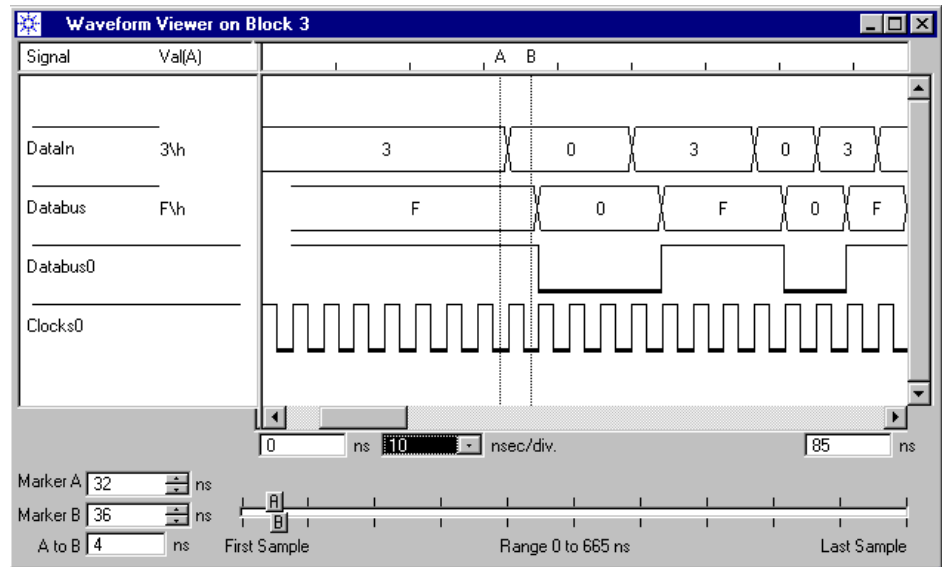 Waveform Viewer on Block 3
Signal Val(A) A B
DataIn 3\h 3 0 3 0 3
Databus F\h F 0 F 0 F
Databus0
Clocks0
0 ns 10 nsec/div. 85 ns
Marker A 32 ns
Marker B 36 ns
A to B 4 ns
A
B
First Sample Range 0 to 665 ns Last Sample